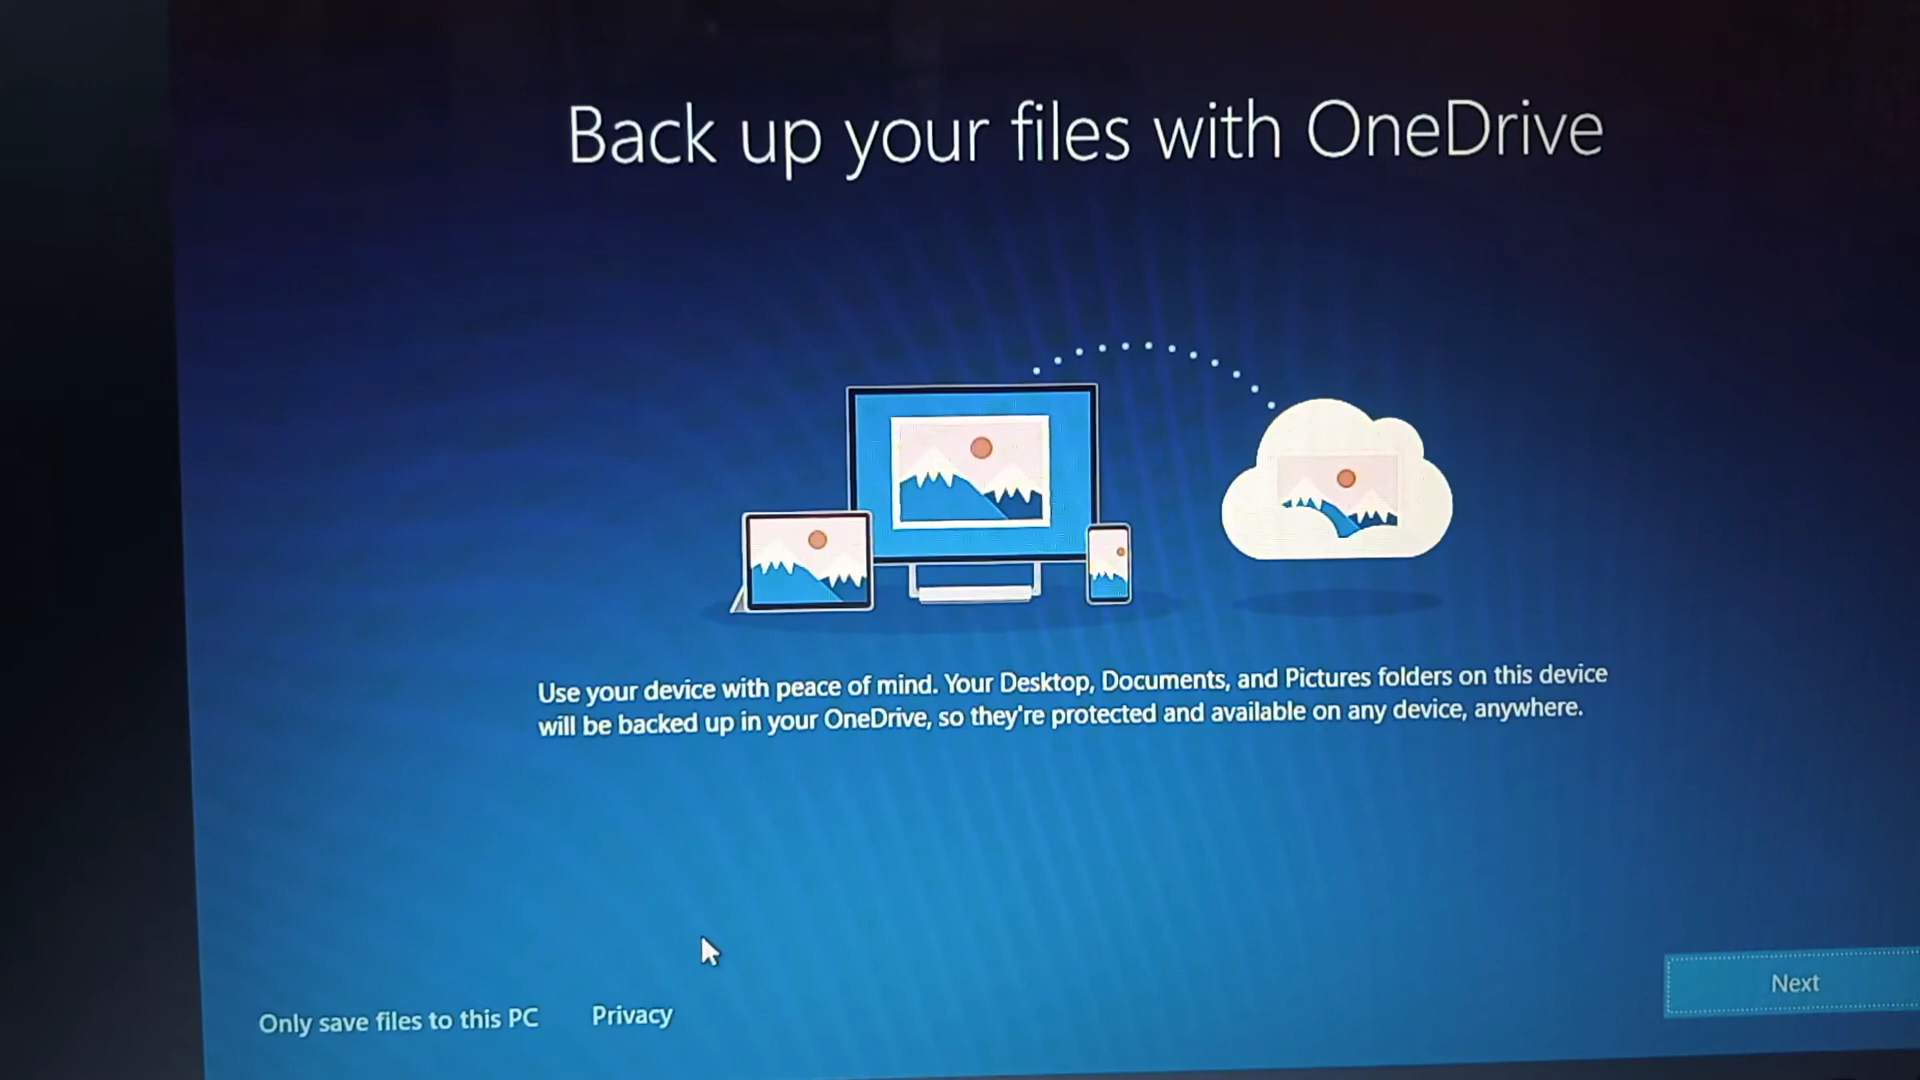 Back up your files with OneDrive
Use your device with peace of mind. Your Desktop, Documents, and Pictures folders on this device
will be backed up in your OneDrive, so they're protected and available on any device, anywhere.
Only save files to this PC
Privacy
Next